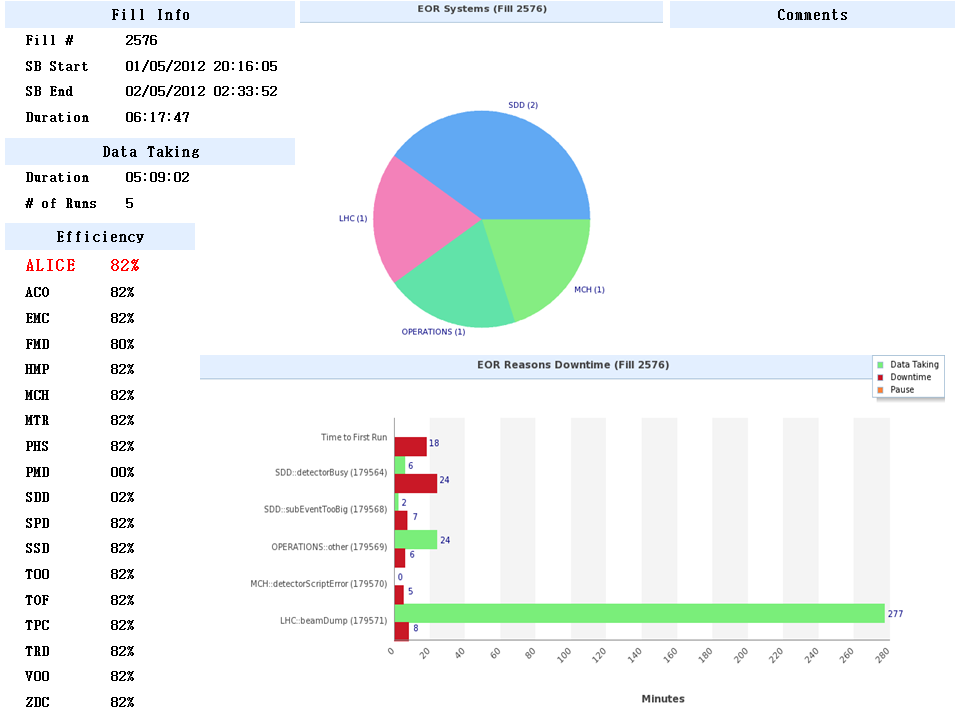 Fill Info
Fill # 2576
SB Start 01/05/2012 20:16:05
SB End 02/05/2012 02:33:52
Duration 06:17:47
Data Taking
Duration 05:09:02
# of Runs 5
Efficiency
ALICE 82%
ACO 82%
EMC 82%
FMD 80%
HMP 82%
MCH 82%
MTR 82%
PHS 82%
PMD 00%
SDD 02%
SPD 82%
SSD 82%
TOO 82%
TOF 82%
TPC 82%
TRD 82%
VOO 82%
ZDC 82%
EOR Systems (Fill 2576)
SDD (2)
LHC (1)
MCH (1)
OPERATIONS (1)
Comments
EOR Reasons Downtime (Fill 2576)
Data Taking
Downtime
Pause
Time to First Run 18
SDD::detectorBusy (179564) 6 24
SDD::subEventTooBig (179568) 2 7
OPERATIONS::other (179569) 24 6
MCH::detectorScriptError (179570) 0 5
LHC::beamDump (179571) 277 8
0 20 40 60 80 100 120 140 160 180 200 220 240 260 280
Minutes